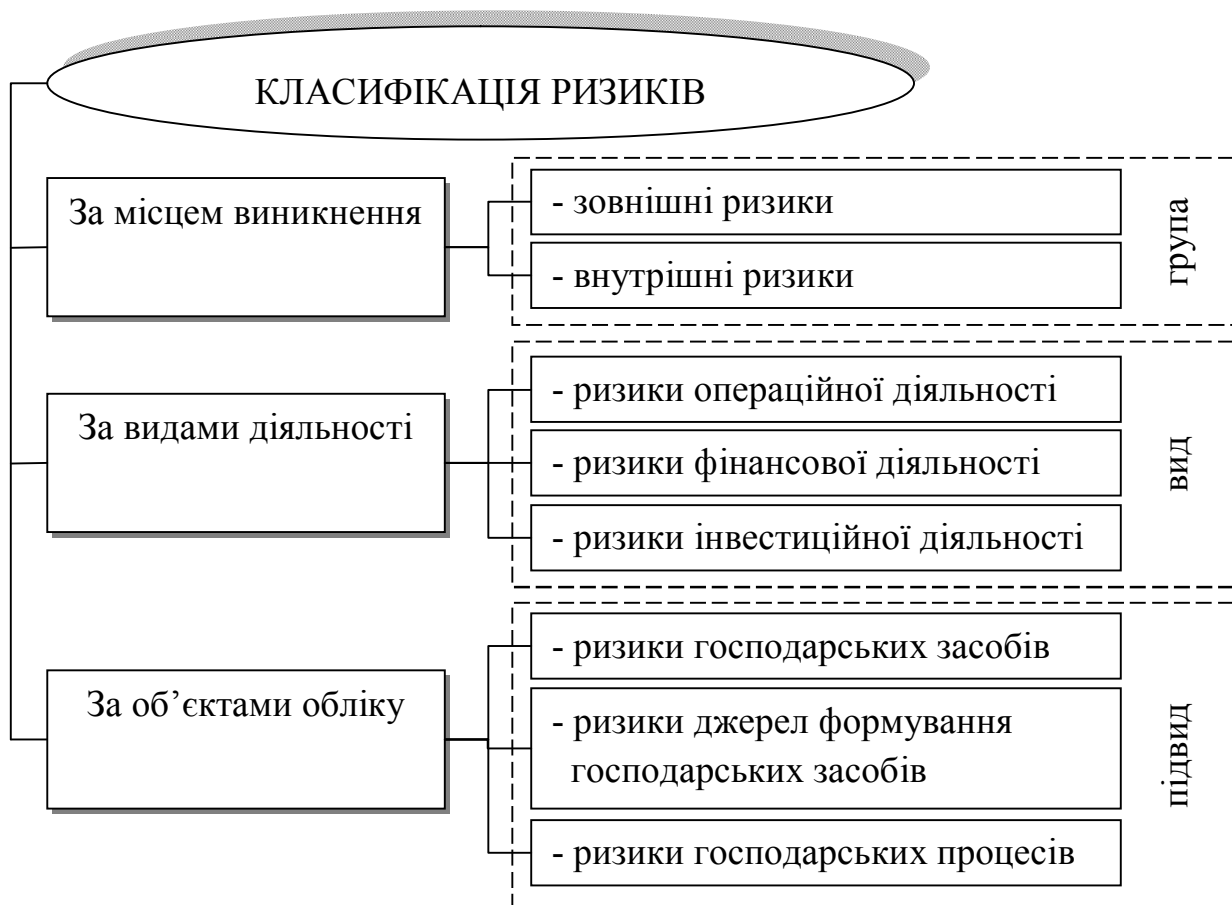 КЛАСИФІКАЦІЯ РИЗИКІВ
За місцем виникнення
- зовнішні ризики
- внутрішні ризики
група
За видами діяльності
- ризики операційної діяльності
- ризики фінансової діяльності
- ризики інвестиційної діяльності
вид
За об’єктами обліку
- ризики господарських засобів
- ризики джерел формування
господарських засобів
- ризики господарських процесів
підвид